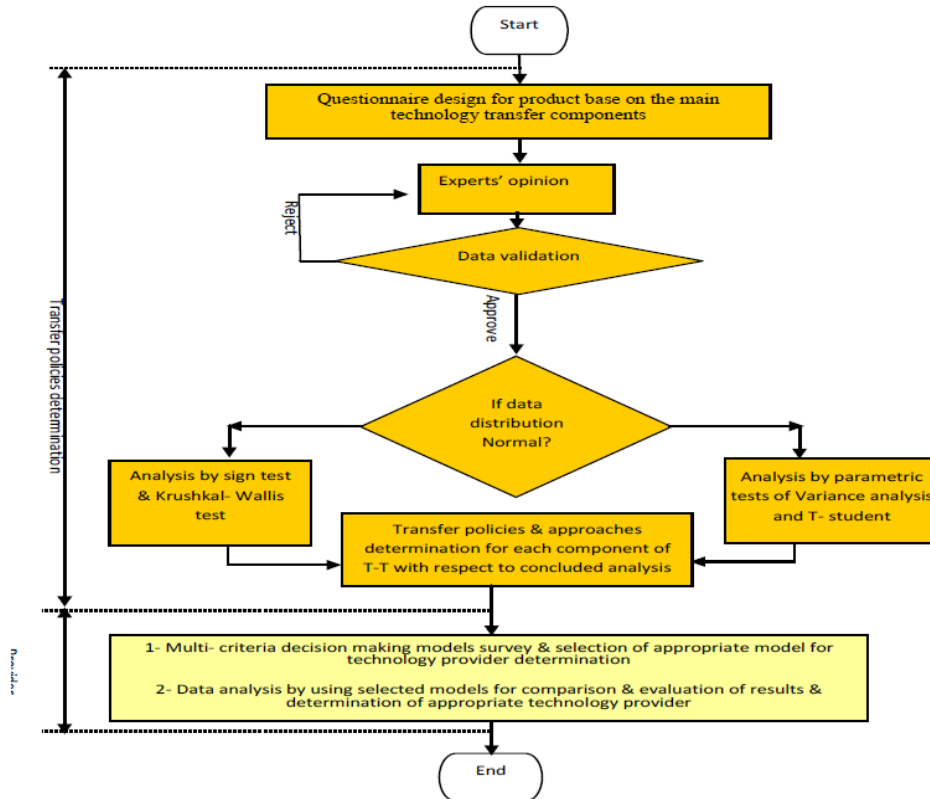 Start
Questionnaire design for product base on the main
technology transfer components
Experts' opinion
Reject
Data validation
Approve
Transfer policies determination
If data
distribution
Normal?
Analysis by sign test
& Krushkal- Wallis
test
Analysis by parametric
tests of Variance analysis
and T- student
Transfer policies & approaches
determination for each component of
T-T with respect to concluded analysis
1- Multi- criteria decision making models survey & selection of appropriate model for
technology provider determination
2- Data analysis by using selected models for comparison & evaluation of results &
determination of appropriate technology provider
End